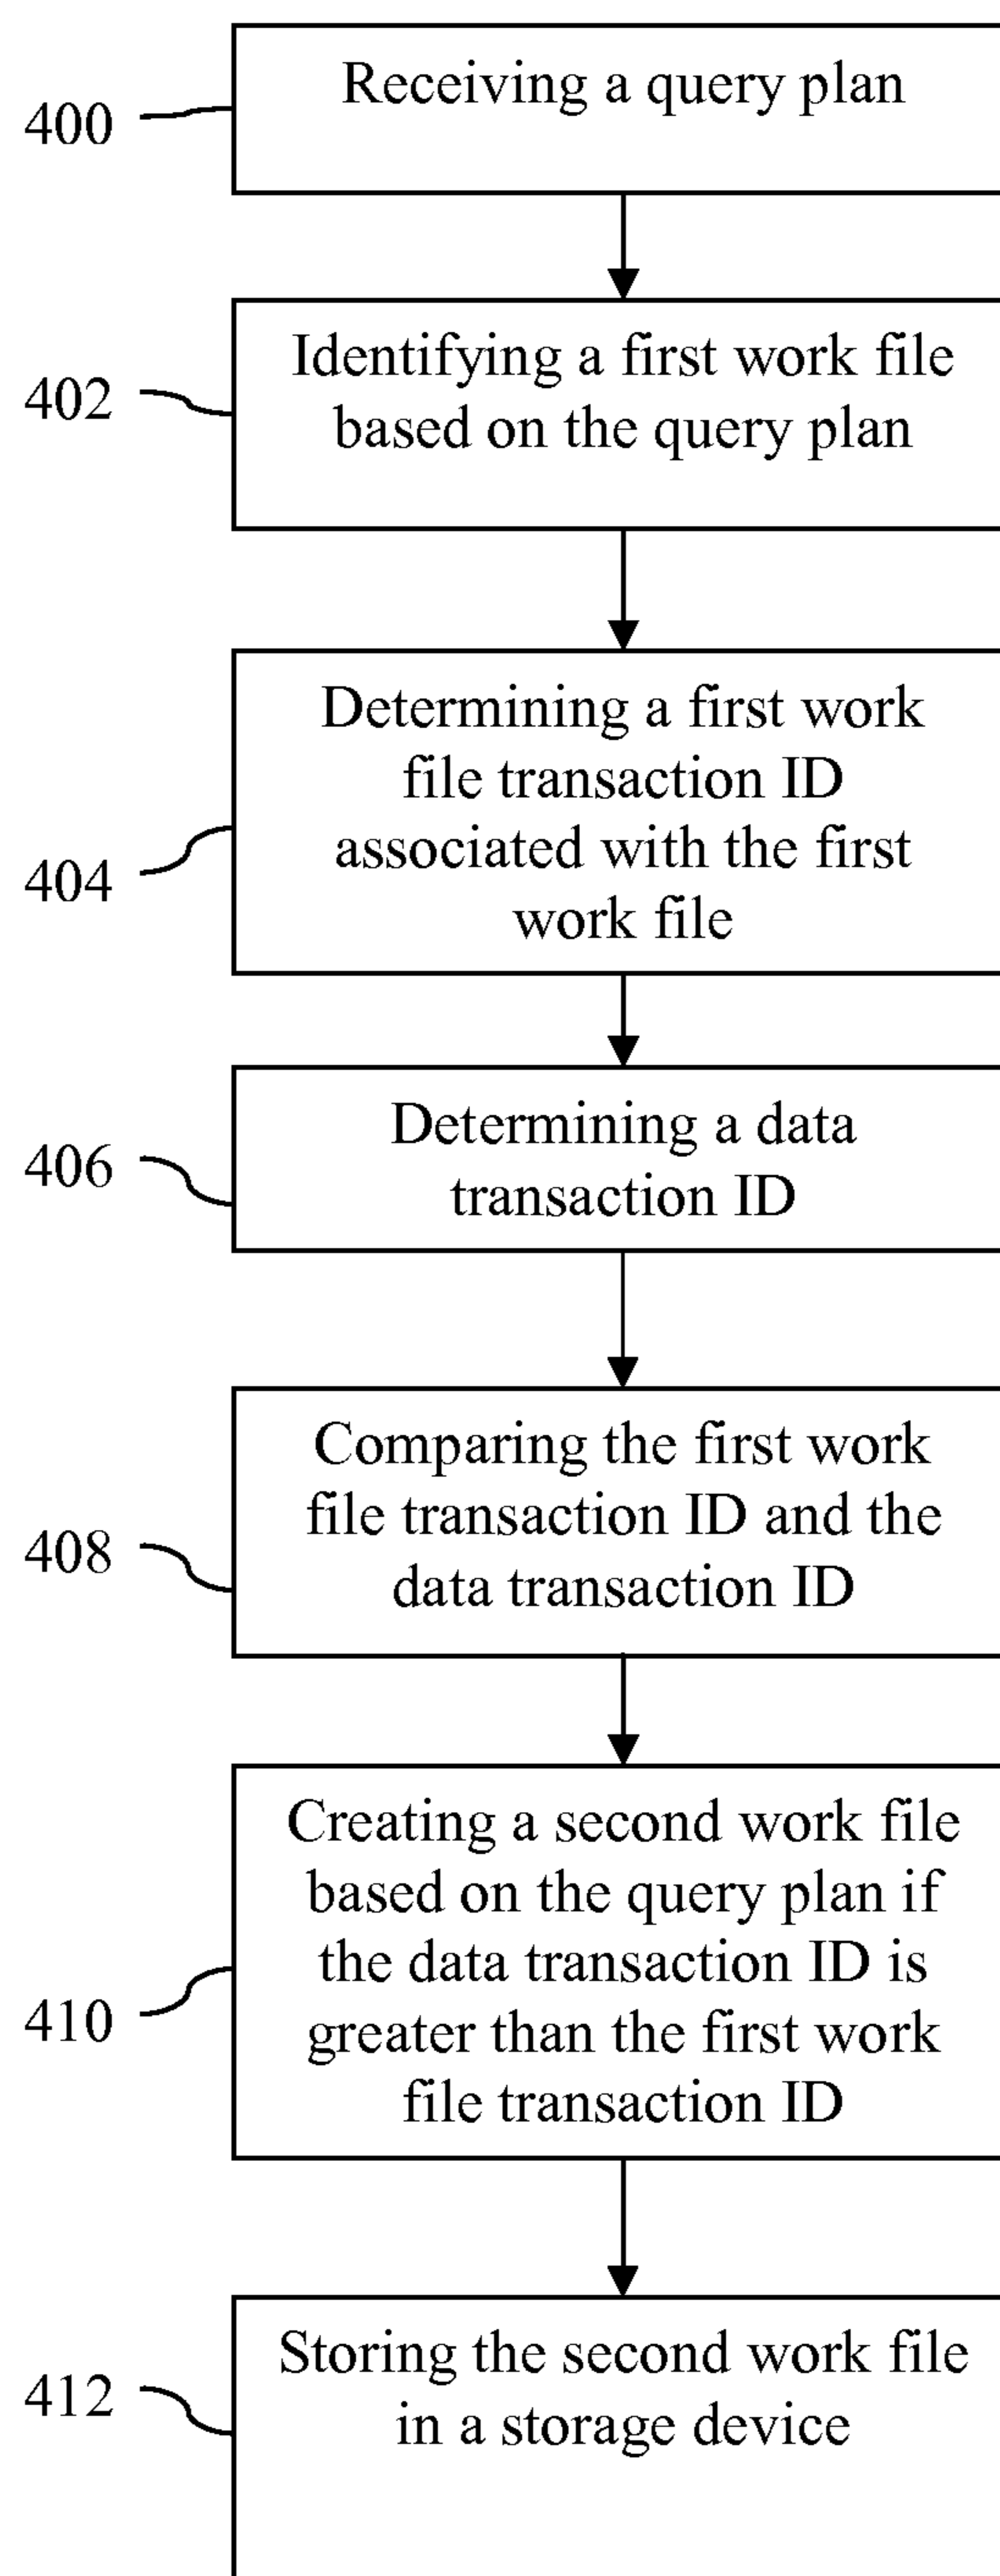 400
Receiving a query plan
402
Identifying a first work file
based on the query plan
404
Determining a first work
file transaction ID
associated with the first
work file
406
Determining a data
transaction ID
408
Comparing the first work
file transaction ID and the
data transaction ID
410
Creating a second work file
based on the query plan if
the data transaction ID is
greater than the first work
file transaction ID
412
Storing the second work file
in a storage device